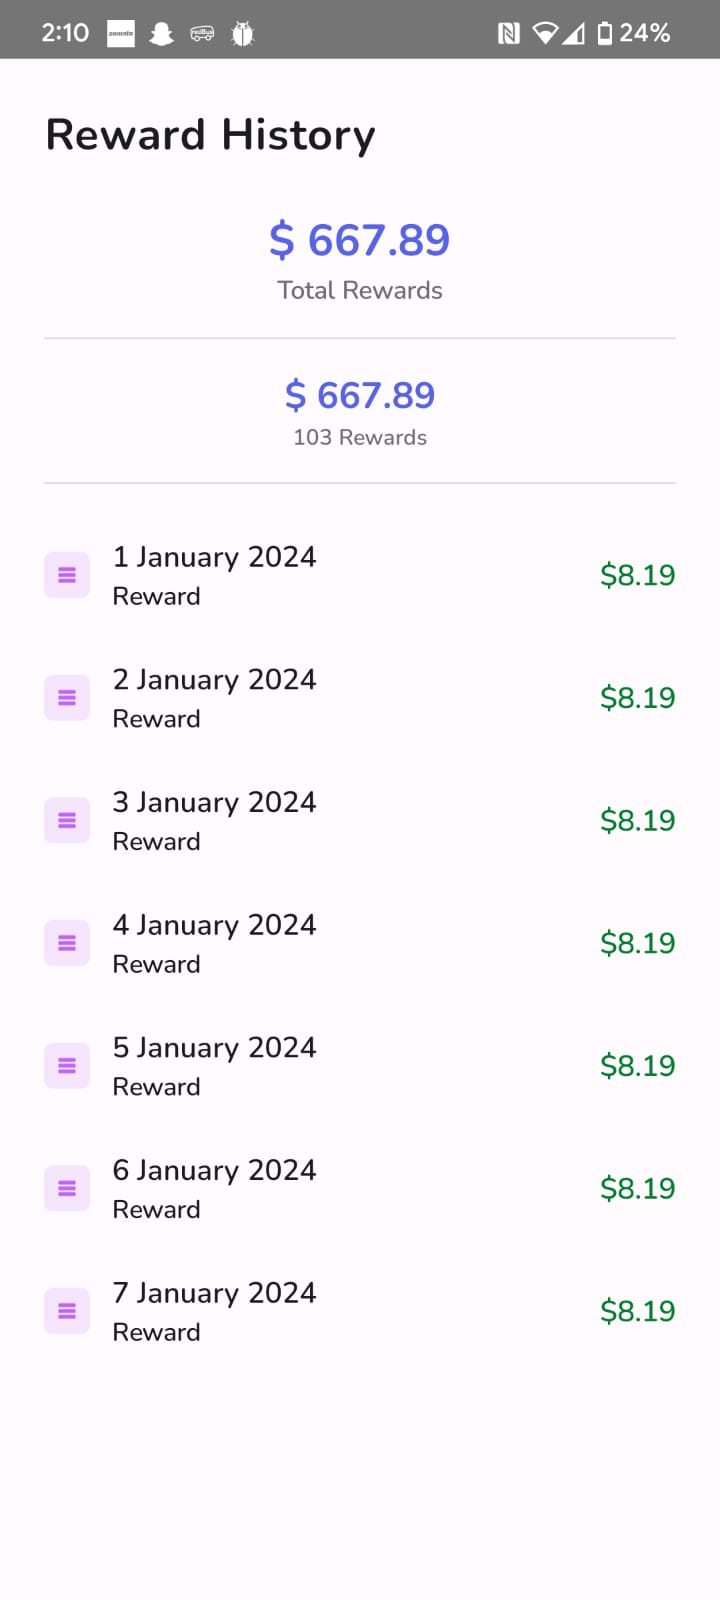 2:10 zomato redBus 24%
Reward History
$ 667.89
Total Rewards
$ 667.89
103 Rewards
1 January 2024
Reward
$8.19
2 January 2024
Reward
$8.19
3 January 2024
Reward
$8.19
4 January 2024
Reward
$8.19
5 January 2024
Reward
$8.19
6 January 2024
Reward
$8.19
7 January 2024
Reward
$8.19